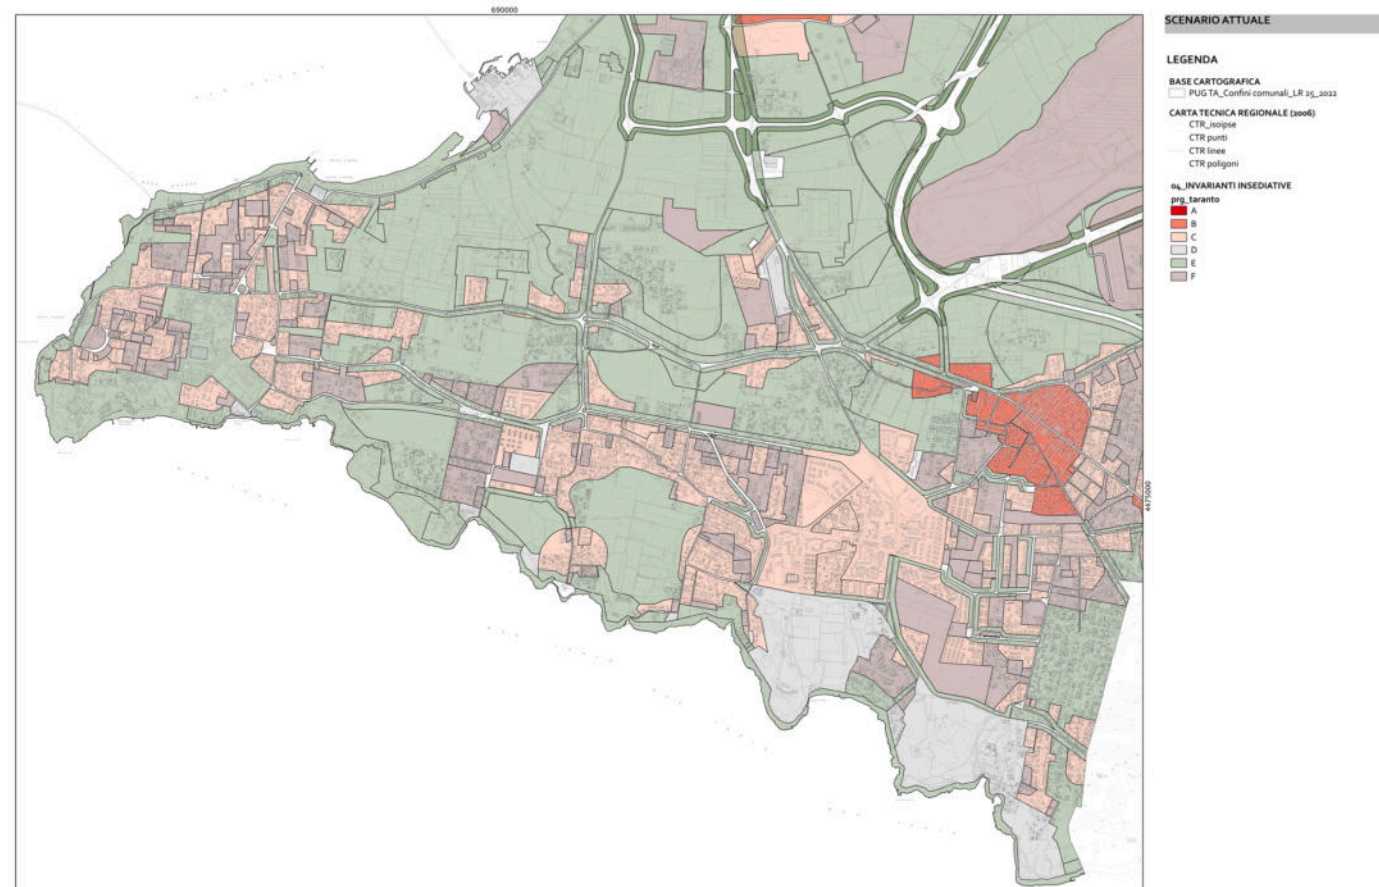 690000
SCENARIO ATTUALE
LEGENDA
BASE CARTOGRAFICA
PUG TA_Confini comunali_LR 25_2022
CARTA TECNICA REGIONALE (2006)
CTR_isoipse
CTR punti
CTR linee
CTR poligoni
04_INVARIANTI INSEDIATIVE
prg_taranto
A
B
C
D
E
F
4475000